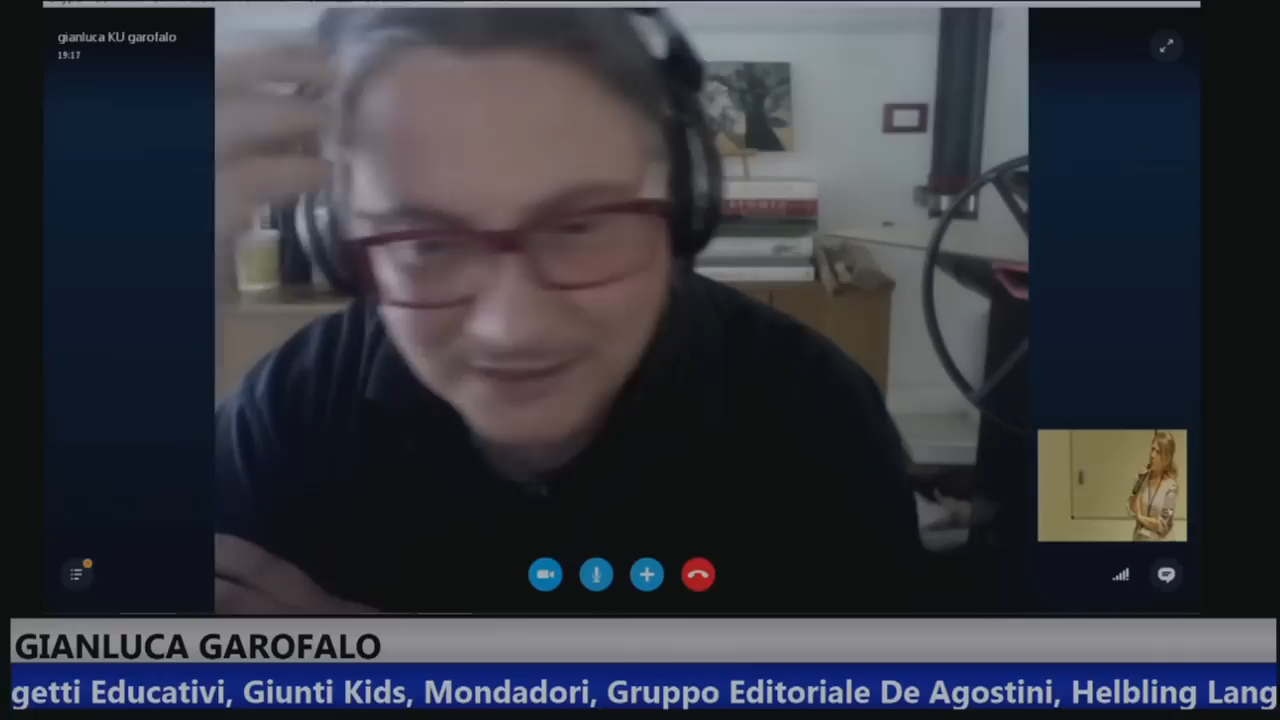 gianluca KU garofalo
19:17
GIANLUCA GAROFALO
getti Educativi, Giunti Kids, Mondadori, Gruppo Editoriale De Agostini, Helbling Lang